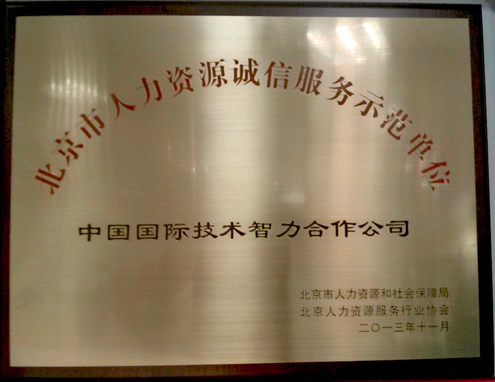 北京市人力资源诚信服务示范单位
中国国际技术智力合作公司
北京市人力资源和社会保障局
北京人力资源服务行业协会
二〇一三年十一月